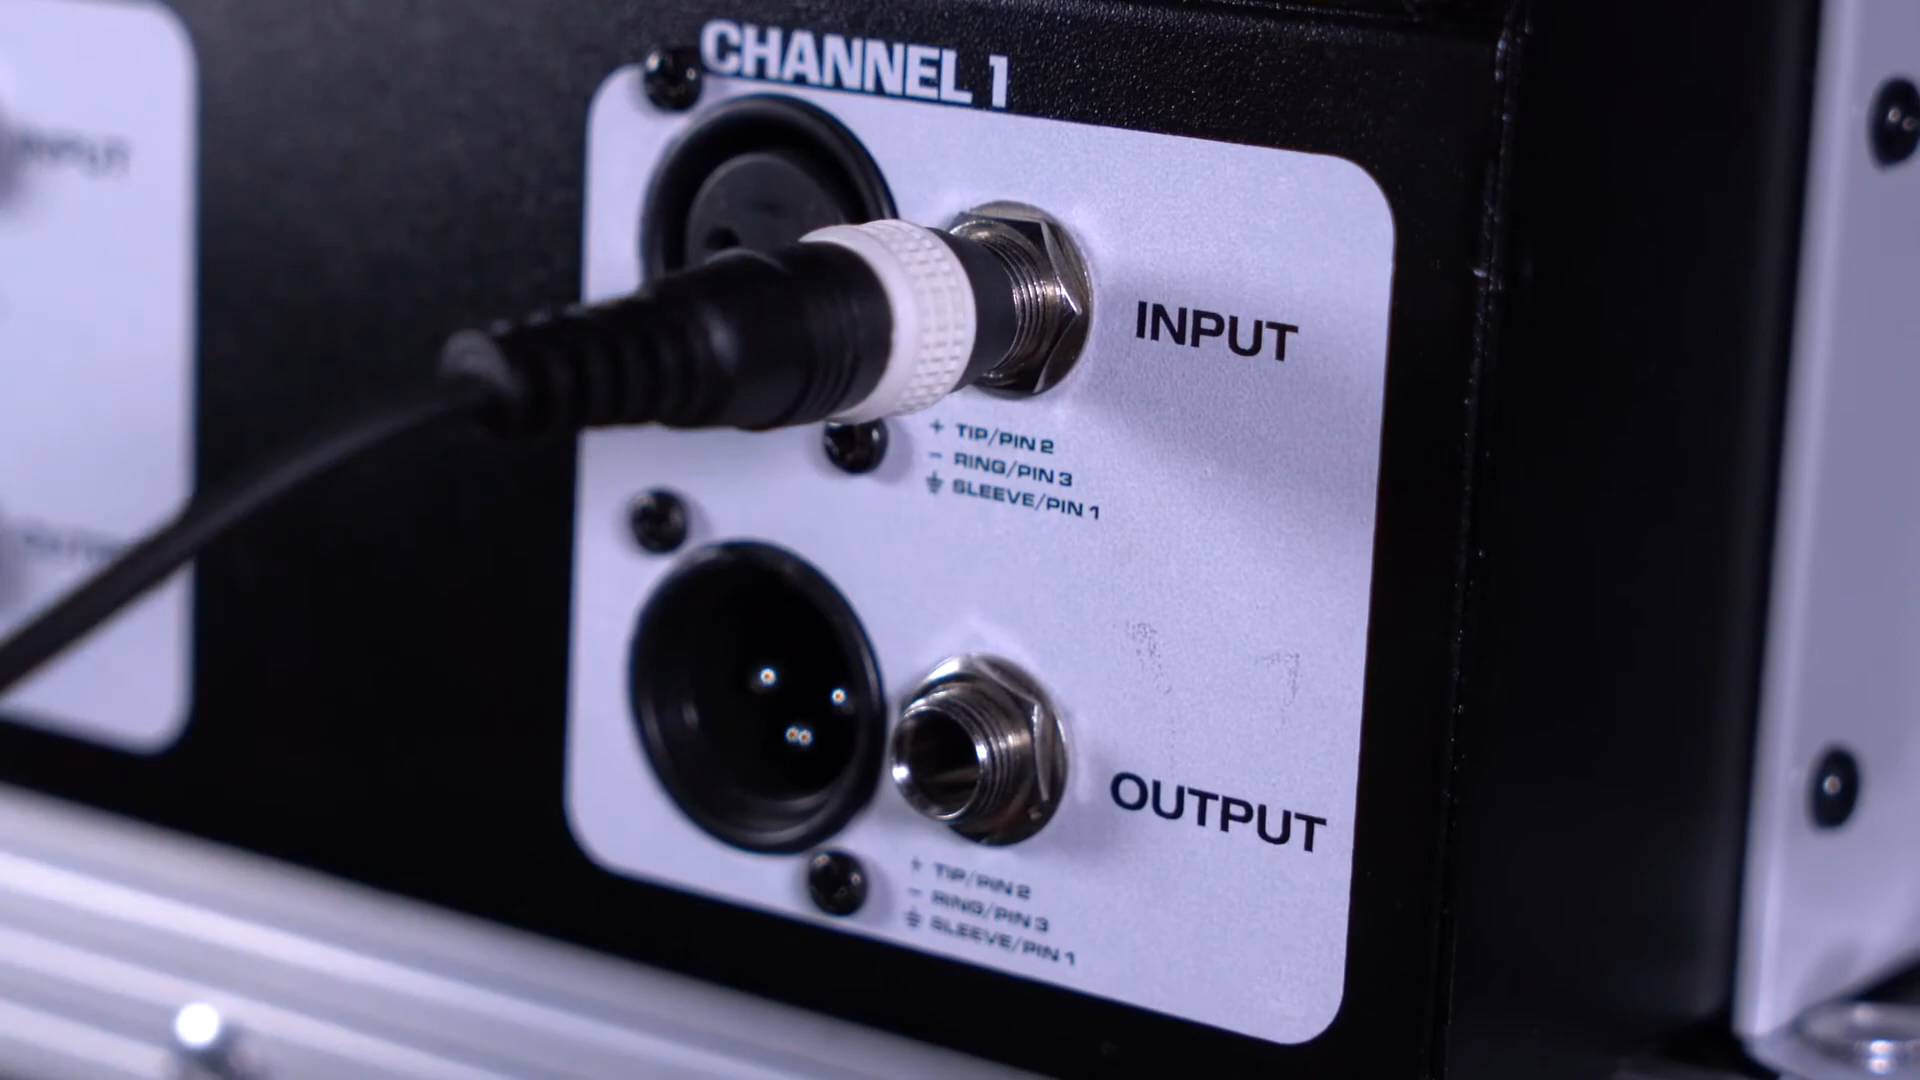 CHANNEL 1
INPUT
INPUT
+ TIP/PIN 2
- RING/PIN 3
⏚ SLEEVE/PIN 1
OUTPUT
+ TIP/PIN 2
- RING/PIN 3
⏚ SLEEVE/PIN 1